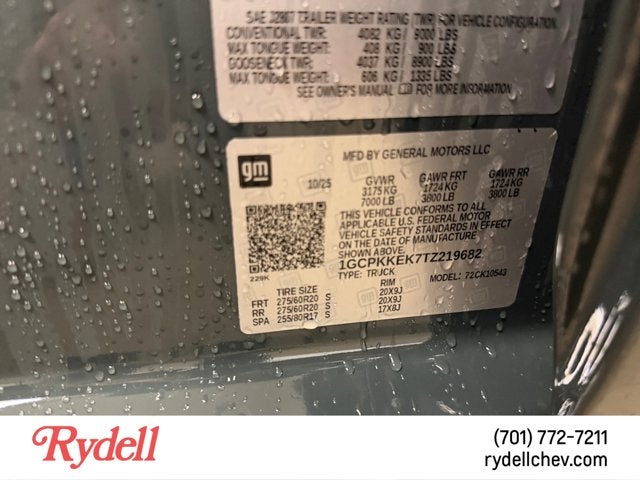 SAE J2807 TRAILER WEIGHT RATING (TWR) FOR VEHICLE CONFIGURATION.
CONVENTIONAL TWR: 4082 KG / 9000 LBS
MAX TONGUE WEIGHT: 408 KG / 900 LBS
GOOSENECK TWR: 4037 KG / 8900 LBS
MAX TONGUE WEIGHT: 606 KG / 1335 LBS
SEE OWNER'S MANUAL FOR MORE INFORMATION
gm
MFD BY GENERAL MOTORS LLC
10/25 GVWR GAWR FRT GAWR RR
3175 KG 1724 KG 1724 KG
7000 LB 3800 LB 3800 LB
THIS VEHICLE CONFORMS TO ALL
APPLICABLE U.S. FEDERAL MOTOR
VEHICLE SAFETY STANDARDS IN EFFECT
ON THE DATE OF MANUFACTURE SHOWN
ABOVE.
1GCPKKEK7TZ219682
229K TYPE: TRUCK MODEL: 72CK10543
TIRE SIZE RIM
FRT 275/60R20 S 20X9J
RR 275/60R20 S 20X9J
SPA 255/80R17 S 17X8J
Rydell
(701) 772-7211
rydellchev.com